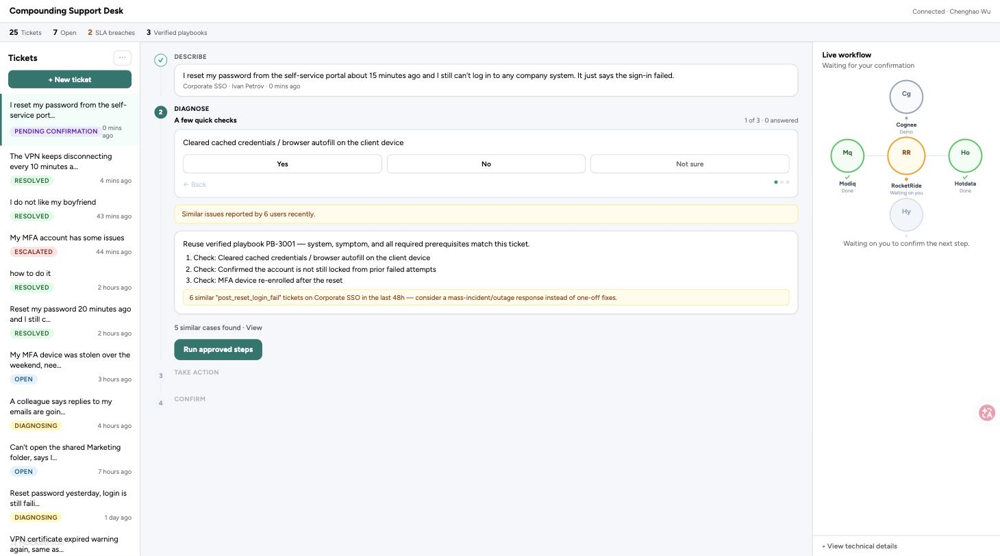 Compounding Support Desk
Connected · Chenghao Wu
25 Tickets 7 Open 2 SLA breaches 3 Verified playbooks
Tickets
...
+ New ticket
I reset my password from the self-
service port...
PENDING CONFIRMATION
0 mins
ago
The VPN keeps disconnecting
every 10 minutes a...
RESOLVED 4 mins ago
I do not like my boyfriend
RESOLVED 43 mins ago
My MFA account has some issues
ESCALATED 44 mins ago
how to do it
RESOLVED 2 hours ago
Reset my password 20 minutes ago
and I still c...
RESOLVED 2 hours ago
My MFA device was stolen over the
weekend, nee...
OPEN 3 hours ago
A colleague says replies to my
emails are goin...
DIAGNOSING 4 hours ago
Can't open the shared Marketing
folder, says I...
OPEN 7 hours ago
Reset password yesterday, login is
still faili...
DIAGNOSING 1 day ago
VPN certificate expired warning
again, same as...
DESCRIBE
I reset my password from the self-service portal about 15 minutes ago and I still can't log in to any company system. It just says the sign-in failed.
Corporate SSO · Ivan Petrov · 0 mins ago
2 DIAGNOSE
A few quick checks 1 of 3 · 0 answered
Cleared cached credentials / browser autofill on the client device
Yes No Not sure
← Back
Similar issues reported by 6 users recently.
Reuse verified playbook PB-3001 — system, symptom, and all required prerequisites match this ticket.
1. Check: Cleared cached credentials / browser autofill on the client device
2. Check: Confirmed the account is not still locked from prior failed attempts
3. Check: MFA device re-enrolled after the reset
6 similar "post_reset_login_fail" tickets on Corporate SSO in the last 48h — consider a mass-incident/outage response instead of one-off fixes.
5 similar cases found · View
Run approved steps
3 TAKE ACTION
4 CONFIRM
Live workflow
Waiting for your confirmation
Cg
Cognee
Demo
Mq RR Ho
Modiq RocketRide Hotdata
Done Waiting on you Done
Hy
Waiting on you to confirm the next step.
▸ View technical details